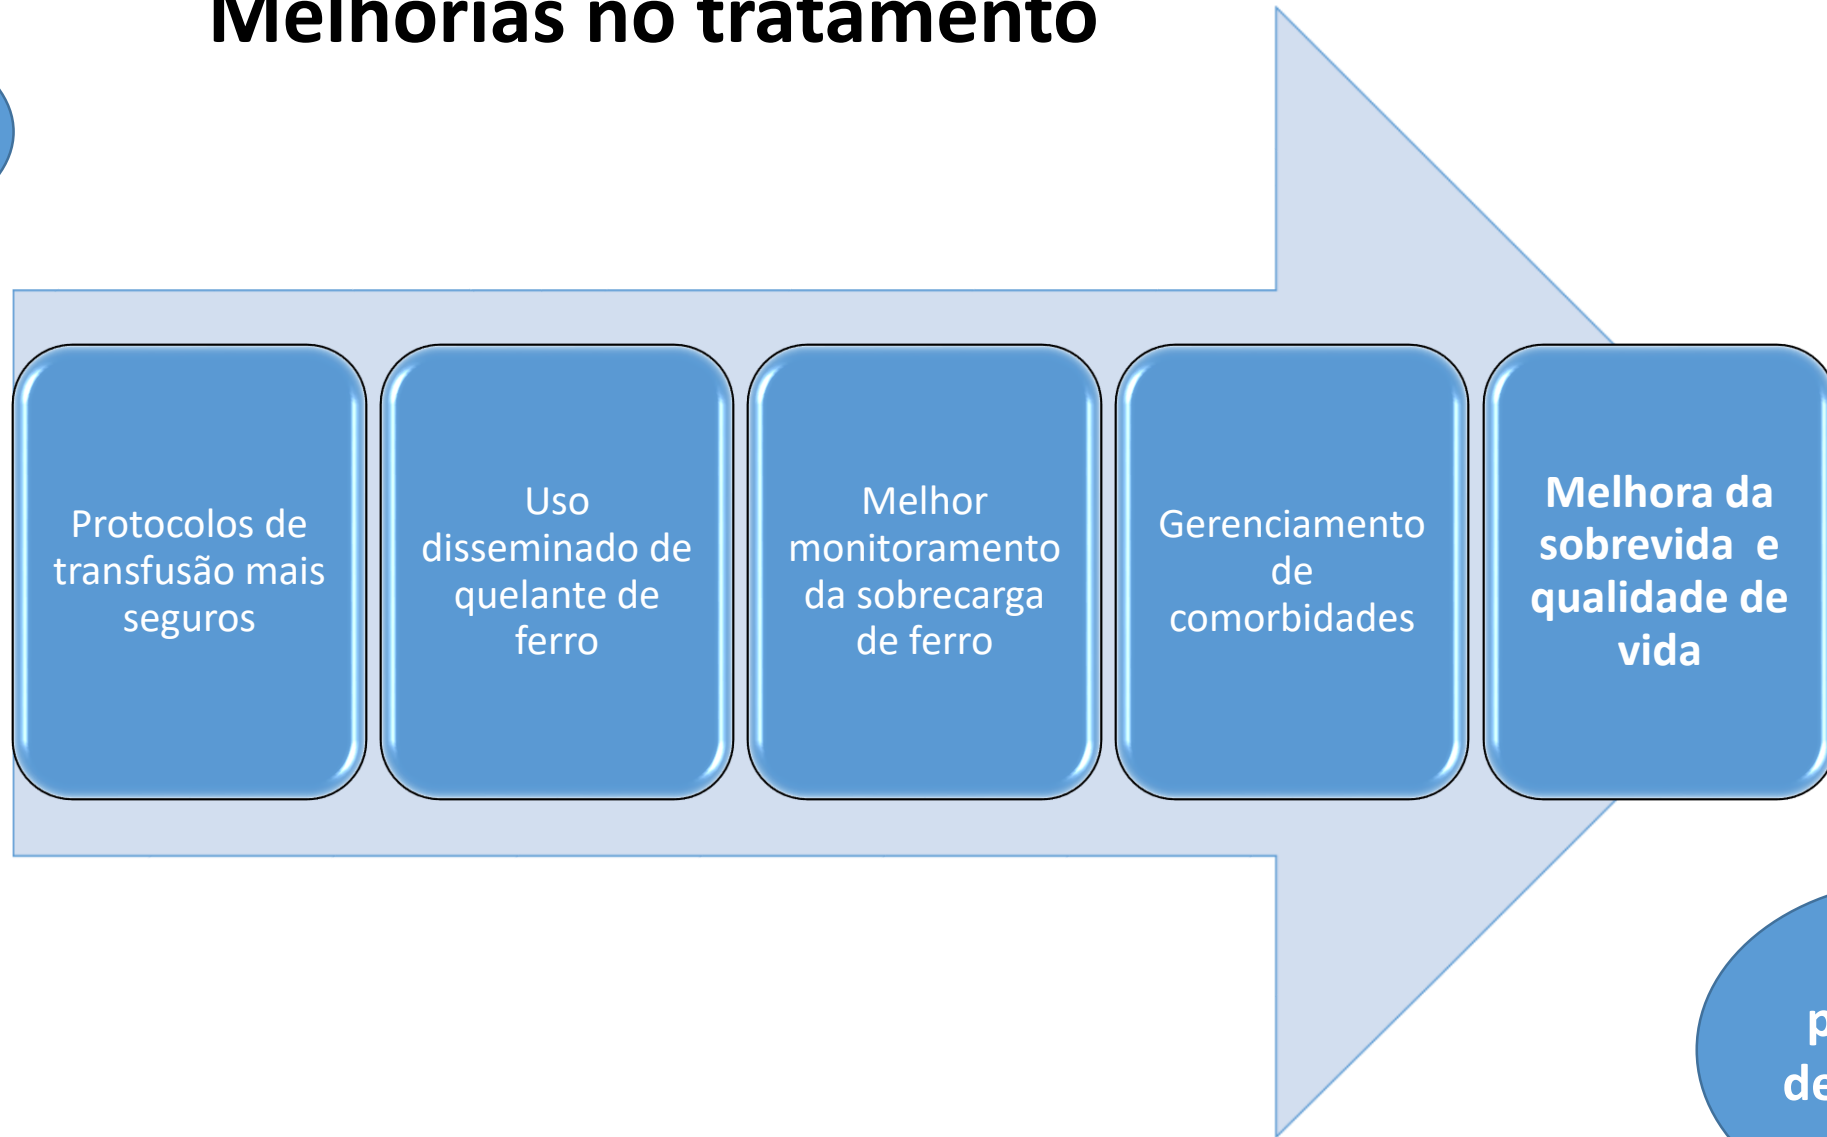 Melhorias no tratamento
Protocolos de
transfusão mais
seguros
Uso
disseminado de
quelante de
ferro
Melhor
monitoramento
da sobrecarga
de ferro
Gerenciamento
de
comorbidades
Melhora da
sobrevida e
qualidade de
vida